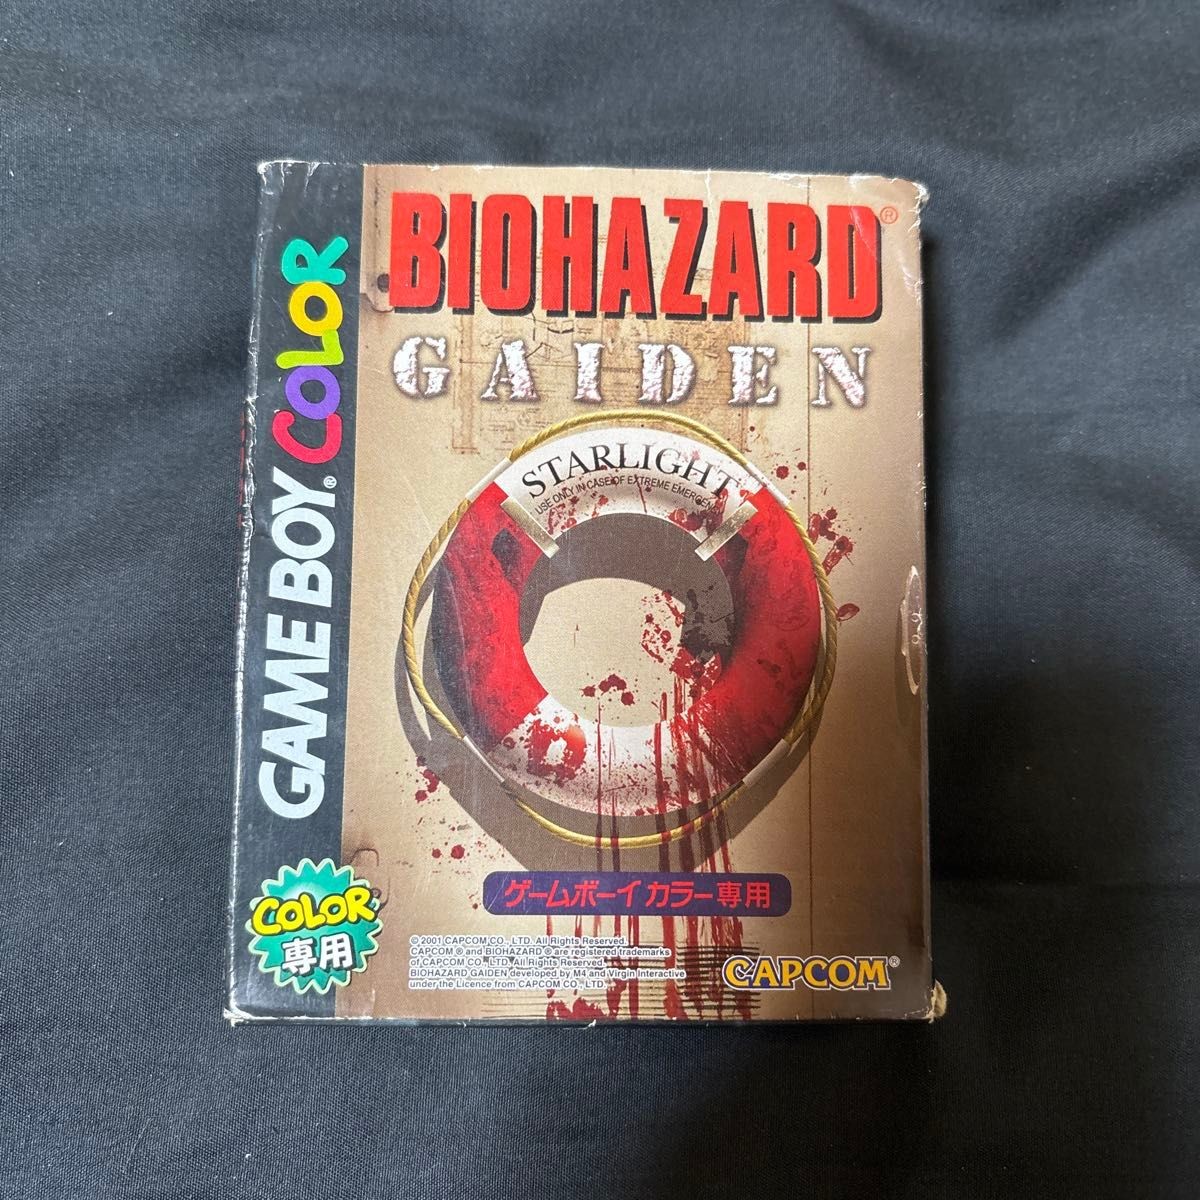 BIOHAZARD®
GAIDEN
GAME BOY® COLOR
STARLIGHT
USE ONLY IN CASE OF EXTREME
ゲームボーイ カラー専用
COLOR
専用
© 2001 CAPCOM CO., LTD. All Rights Reserved.
CAPCOM ® and BIOHAZARD ® are registered trademarks
of CAPCOM CO., LTD. All Rights Reserved.
BIOHAZARD GAIDEN developed by M4 and Virgin Interactive
under the Licence from CAPCOM CO., LTD.
CAPCOM®